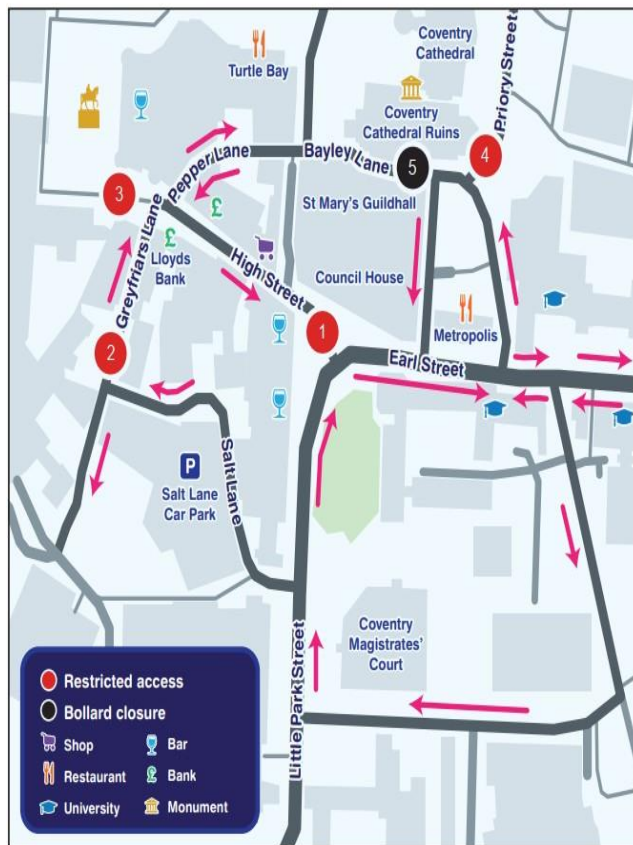 Coventry
Cathedral
Priory Street
Turtle Bay
Coventry
Cathedral Ruins
4
Pepper Lane
Bayley Lane
5
3
St Mary's Guildhall
£
£
Lloyds
Bank
Greyfriars Lane
High Street
Council House
1
Metropolis
2
Earl Street
P
Salt Lane
Car Park
Salt Lane
Coventry
Magistrates'
Court
Little Park Street
Restricted access
Bollard closure
Shop
Bar
Restaurant
£ Bank
University
Monument